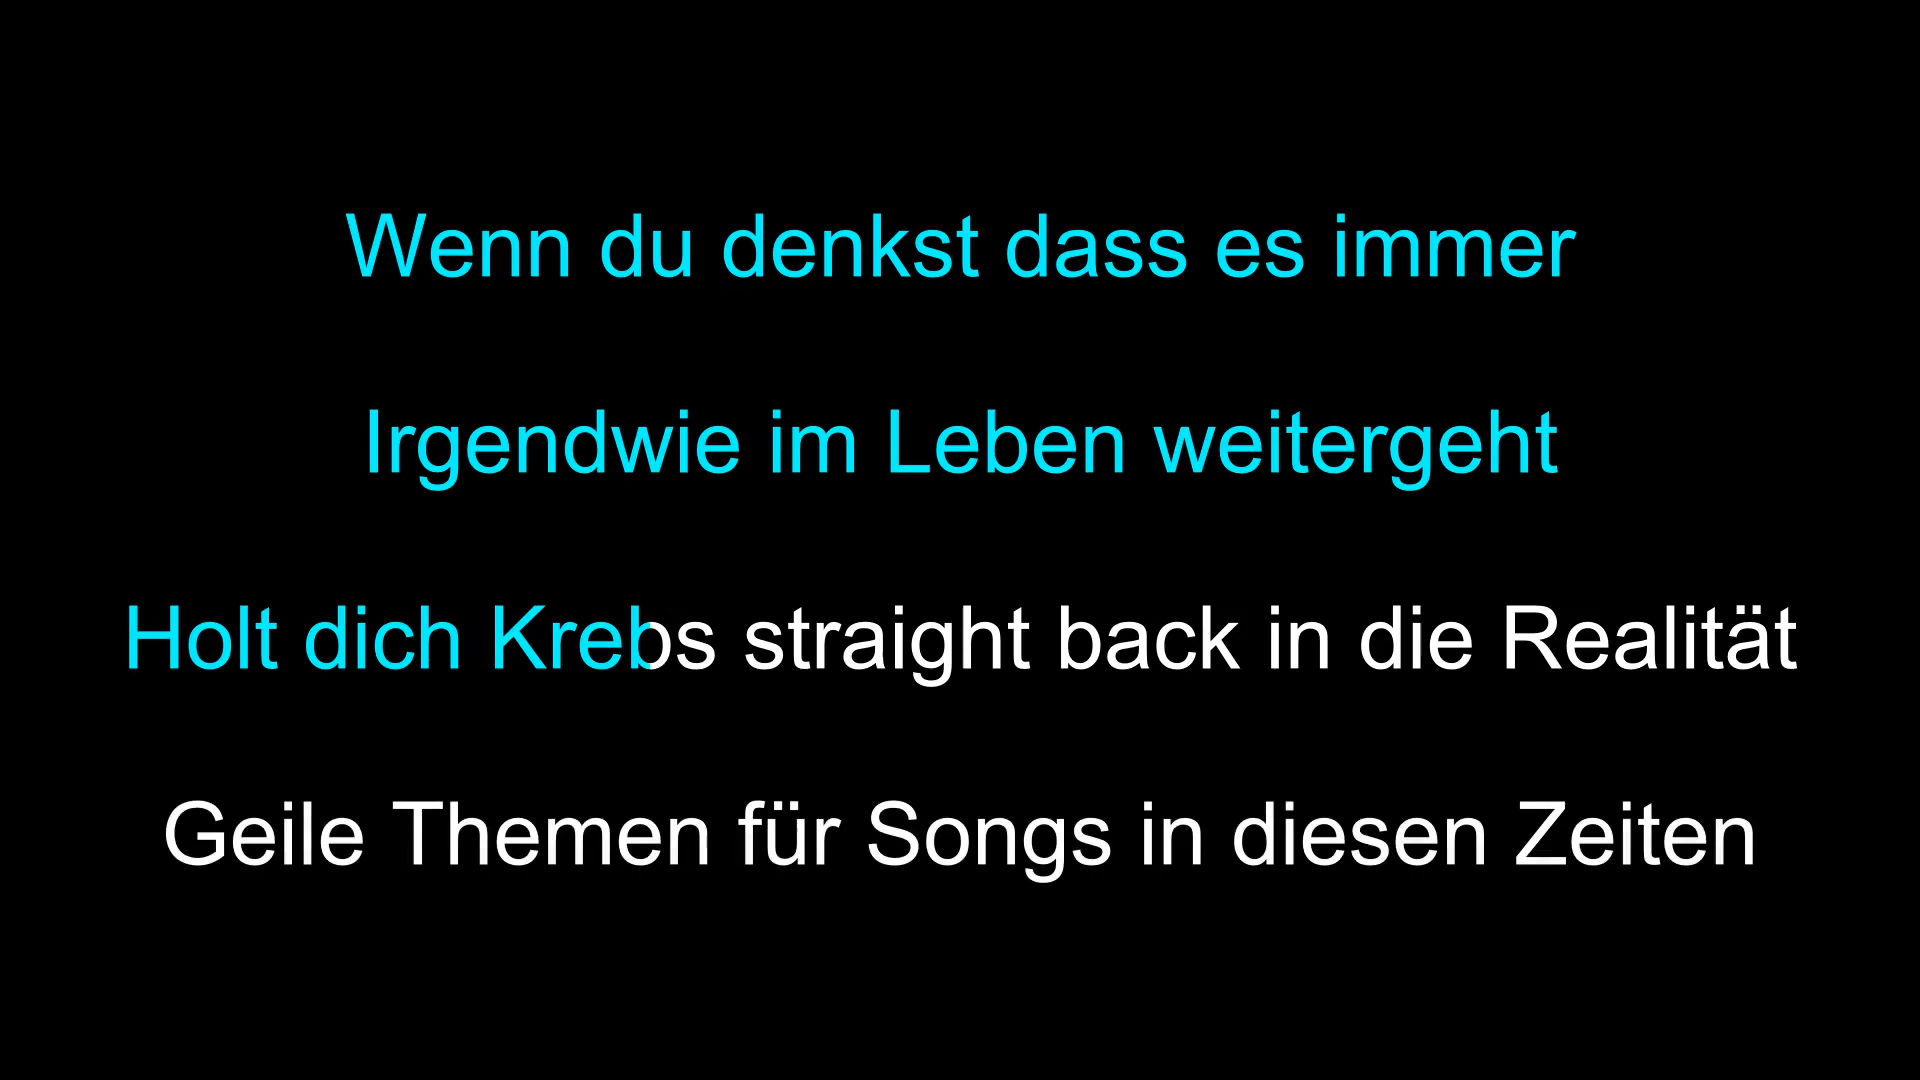 Wenn du denkst dass es immer
Irgendwie im Leben weitergeht
Holt dich Krebs straight back in die Realität
Geile Themen für Songs in diesen Zeiten